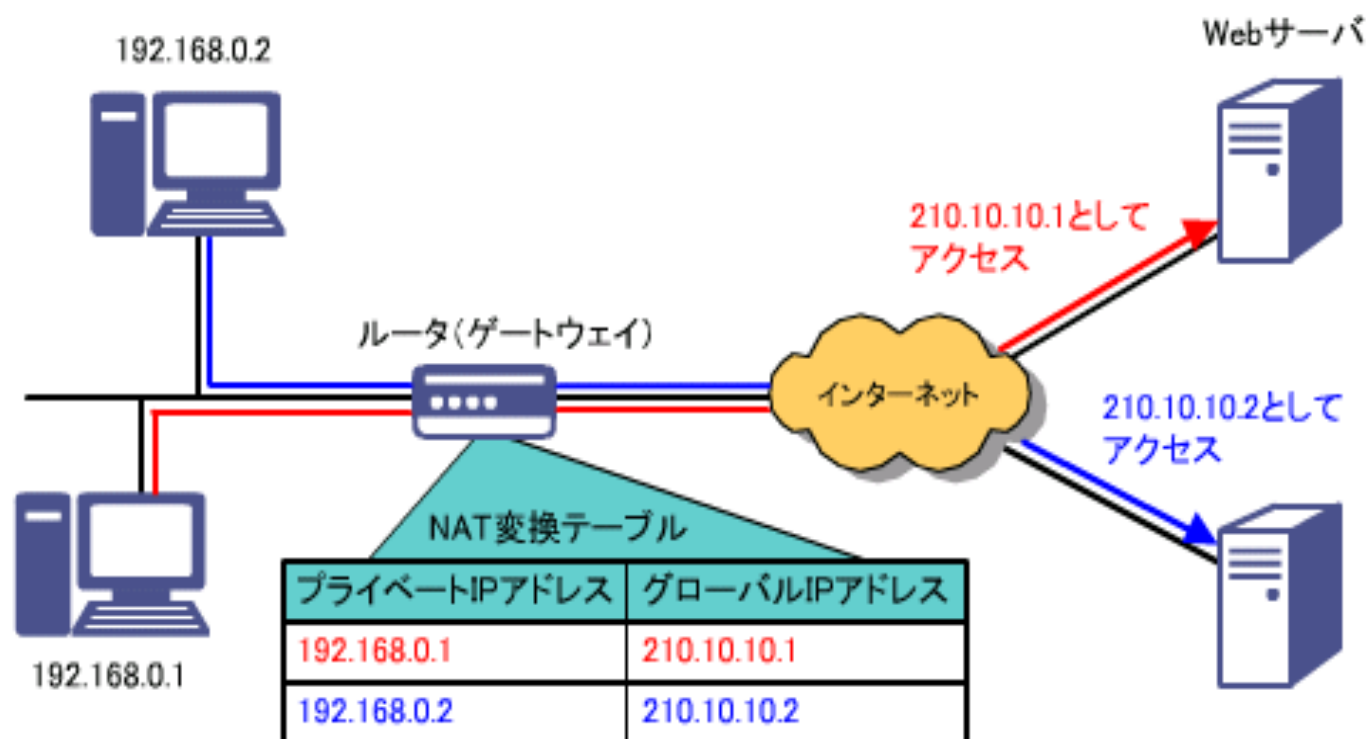 192.168.0.2
Webサーバ
210.10.10.1として
アクセス
ルータ(ゲートウェイ)
インターネット
210.10.10.2として
アクセス
NAT変換テーブル
プライベートIPアドレス グローバルIPアドレス
192.168.0.1 210.10.10.1
192.168.0.2 210.10.10.2
192.168.0.1